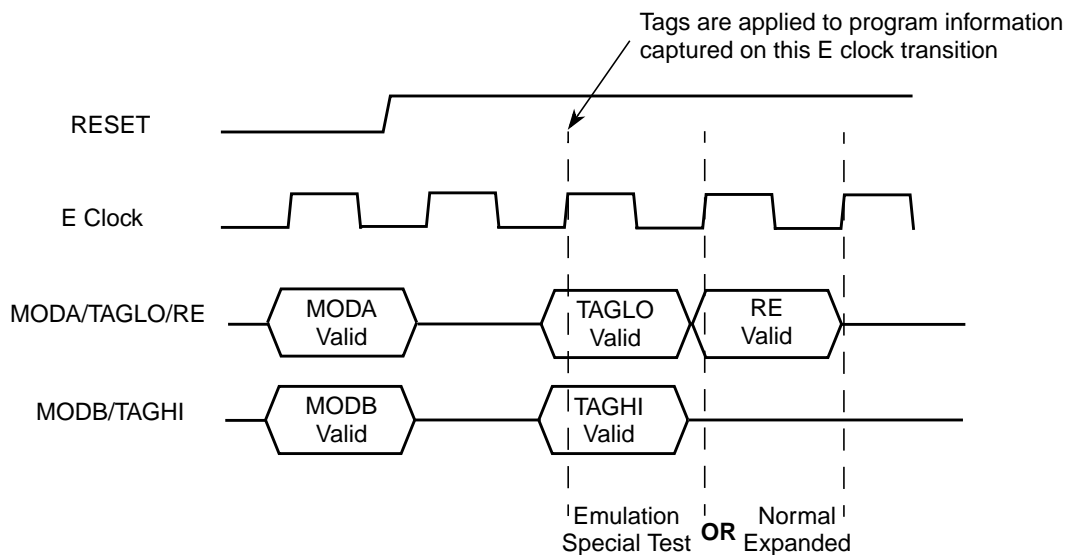 Tags are applied to program information
captured on this E clock transition
RESET
E Clock
MODA/TAGLO/RE
MODA
Valid
TAGLO
Valid
RE
Valid
MODB/TAGHI
MODB
Valid
TAGHI
Valid
Emulation
Special Test
OR
Normal
Expanded